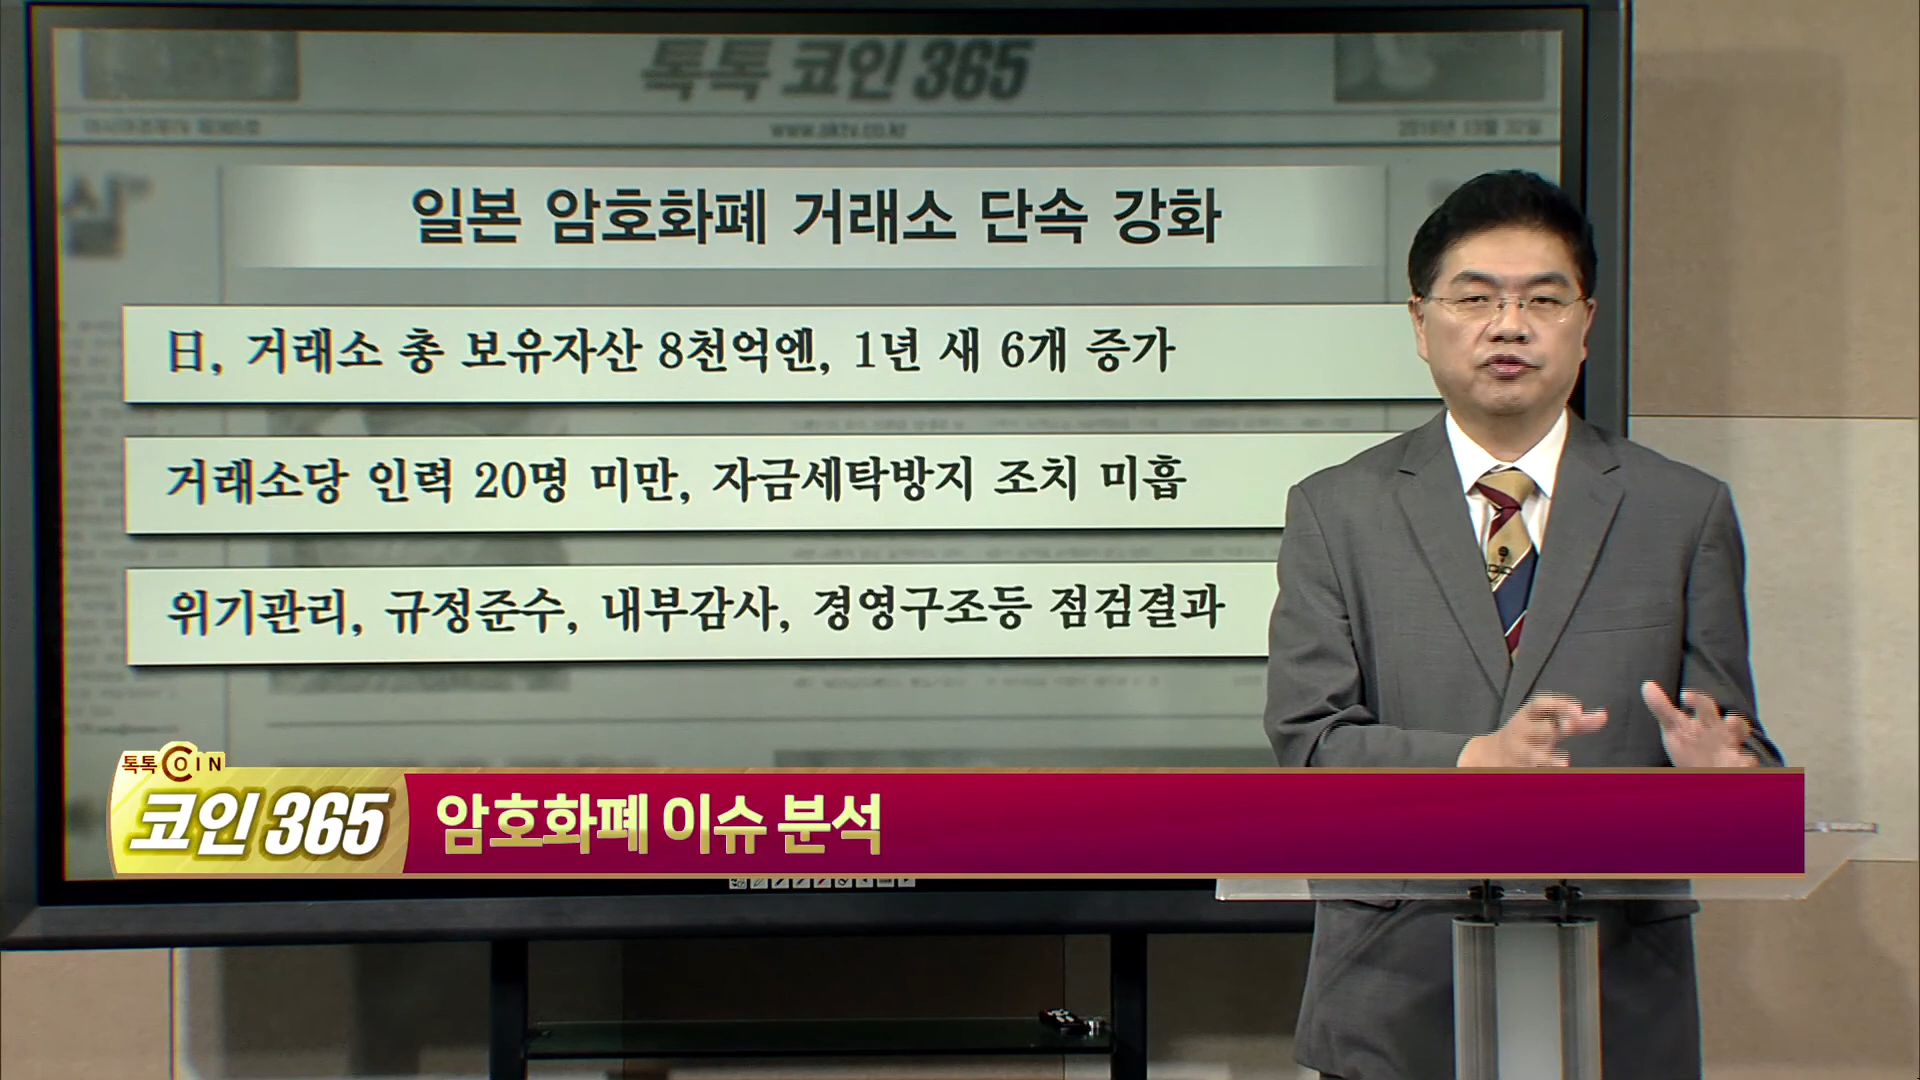 톡톡 코인 365
www.aktv.co.kr
일본 암호화폐 거래소 단속 강화
日, 거래소 총 보유자산 8천억엔, 1년 새 6개 증가
거래소당 인력 20명 미만, 자금세탁방지 조치 미흡
위기관리, 규정준수, 내부감사, 경영구조등 점검결과
톡톡 COIN
코인 365
암호화폐 이슈 분석